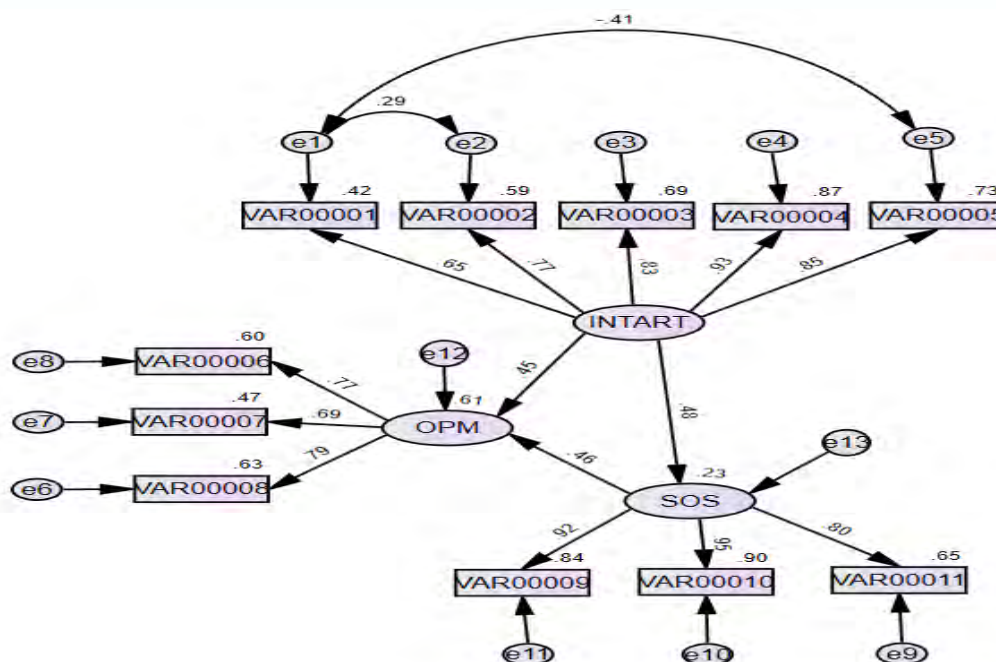 -.41
.29
e1
e2
e3
e4
e5
.42
.59
.69
.87
.73
VAR00001
VAR00002
VAR00003
VAR00004
VAR00005
.65
.77
.83
.93
.85
INTART
.60
e8
VAR00006
e12
.45
.48
.77
.47
.61
e7
VAR00007
.69
OPM
e13
.63
.79
.46
.23
e6
VAR00008
SOS
.92
.95
.80
.84
.90
.65
VAR00009
VAR00010
VAR00011
e11
e10
e9